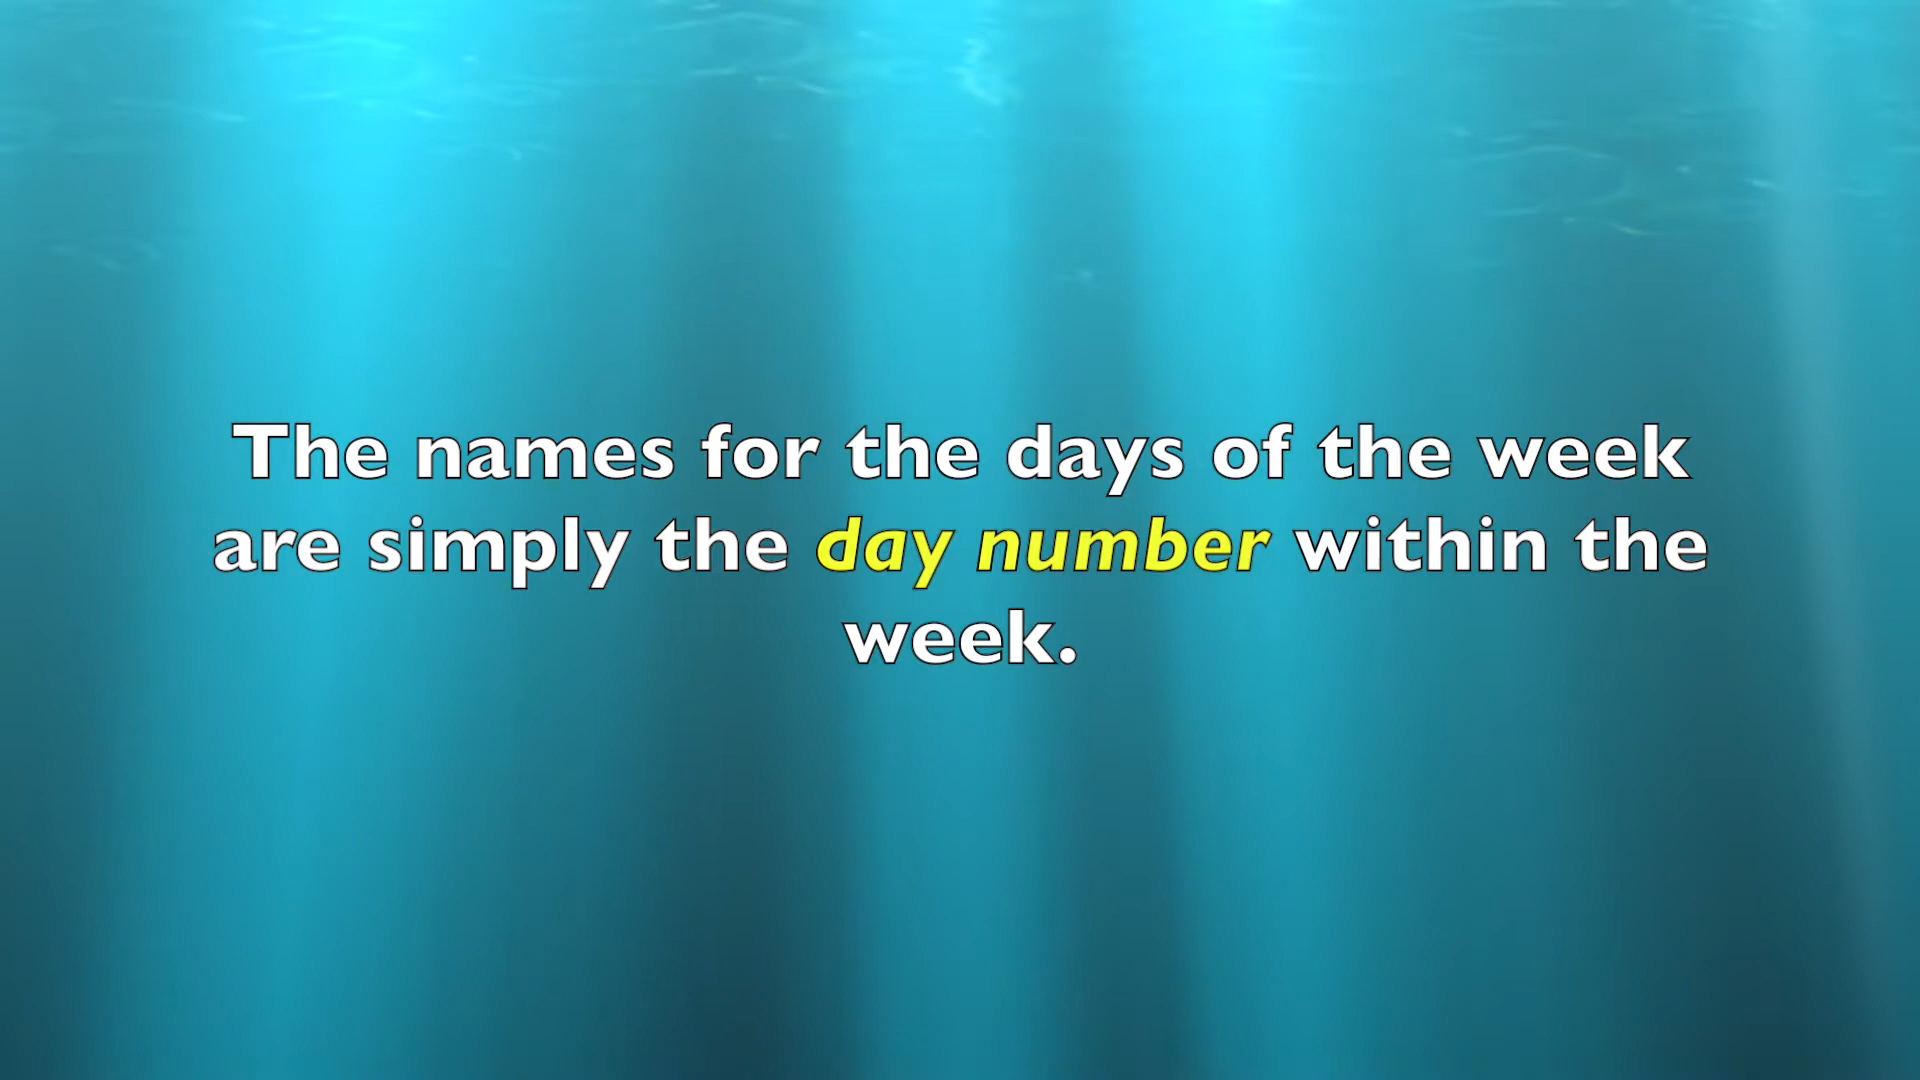 The names for the days of the week
are simply the day number within the
week.